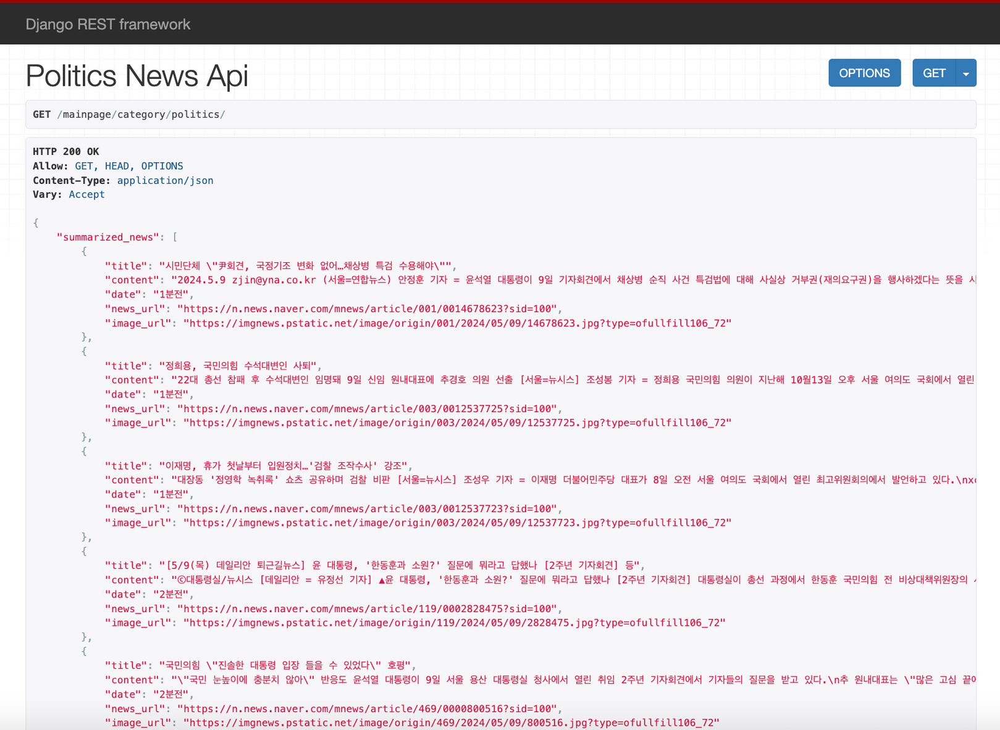 Django REST framework
Politics News Api
OPTIONS
GET
GET /mainpage/category/politics/
HTTP 200 OK
Allow: GET, HEAD, OPTIONS
Content-Type: application/json
Vary: Accept
{
"summarized_news": [
{
"title": "시민단체 \"尹회견, 국정기조 변화 없어…채상병 특검 수용해야\"",
"content": "2024.5.9 zjin@yna.co.kr (서울=연합뉴스) 안정훈 기자 = 윤석열 대통령이 9일 기자회견에서 채상병 순직 사건 특검법에 대해 사실상 거부권(재의요구권)을 행사하겠다는 뜻을
"date": "1분전",
"news_url": "https://n.news.naver.com/mnews/article/001/0014678623?sid=100",
"image_url": "https://imgnews.pstatic.net/image/origin/001/2024/05/09/14678623.jpg?type=ofullfill106_72"
},
{
"title": "정희용, 국민의힘 수석대변인 사퇴",
"content": "22대 총선 참패 후 수석대변인 임명돼 9일 신임 원내대표에 추경호 의원 선출 [서울=뉴시스] 조성봉 기자 = 정희용 국민의힘 의원이 지난해 10월13일 오후 서울 여의도 국회에서 열린
"date": "1분전",
"news_url": "https://n.news.naver.com/mnews/article/003/0012537725?sid=100",
"image_url": "https://imgnews.pstatic.net/image/origin/003/2024/05/09/12537725.jpg?type=ofullfill106_72"
},
{
"title": "이재명, 휴가 첫날부터 입원정치…'검찰 조작수사' 강조",
"content": "대장동 '정영학 녹취록' 쇼츠 공유하며 검찰 비판 [서울=뉴시스] 조성우 기자 = 이재명 더불어민주당 대표가 8일 오전 서울 여의도 국회에서 열린 최고위원회의에서 발언하고 있다.\n
"date": "1분전",
"news_url": "https://n.news.naver.com/mnews/article/003/0012537723?sid=100",
"image_url": "https://imgnews.pstatic.net/image/origin/003/2024/05/09/12537723.jpg?type=ofullfill106_72"
},
{
"title": "[5/9(목) 데일리안 퇴근길뉴스] 윤 대통령, '한동훈과 소원?' 질문에 뭐라고 답했나 [2주년 기자회견] 등",
"content": "ⓒ대통령실/뉴시스 [데일리안 = 유정선 기자] ▲윤 대통령, '한동훈과 소원?' 질문에 뭐라고 답했나 [2주년 기자회견] 대통령실이 총선 과정에서 한동훈 국민의힘 전 비상대책위원장의
"date": "2분전",
"news_url": "https://n.news.naver.com/mnews/article/119/0002828475?sid=100",
"image_url": "https://imgnews.pstatic.net/image/origin/119/2024/05/09/2828475.jpg?type=ofullfill106_72"
},
{
"title": "국민의힘 \"진솔한 대통령 입장 들을 수 있었다\" 호평",
"content": "\"국민 눈높이에 충분치 않아\" 반응도 윤석열 대통령이 9일 서울 용산 대통령실 청사에서 열린 취임 2주년 기자회견에서 기자들의 질문을 받고 있다.\n추 원내대표는 \"많은 고심 끝에
"date": "2분전",
"news_url": "https://n.news.naver.com/mnews/article/469/0000800516?sid=100",
"image_url": "https://imgnews.pstatic.net/image/origin/469/2024/05/09/800516.jpg?type=ofullfill106_72"